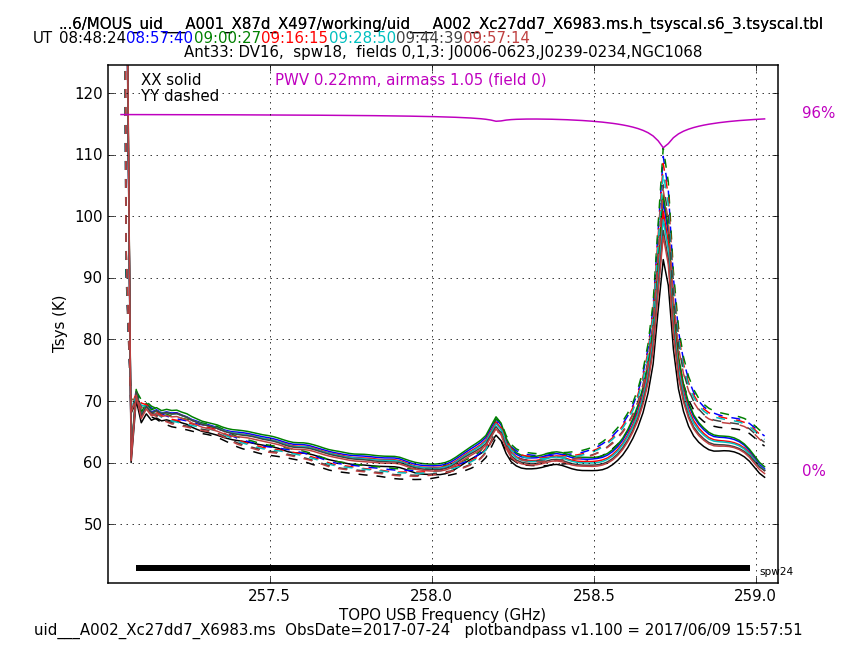 ...6/MOUS_uid___A001_X87d_X497/working/uid___A002_Xc27dd7_X6983.ms.h_tsyscal.s6_3.tsyscal.tbl
UT 08:48:24 08:57:40 09:00:27 09:16:15 09:28:50 09:44:39 09:57:14
Ant33: DV16,  spw18,  fields 0,1,3: J0006-0623,J0239-0234,NGC1068
XX solid
YY dashed
PWV 0.22mm, airmass 1.05 (field 0)
96%
0%
120
110
100
90
80
70
60
50
Tsys (K)
spw24
257.5 258.0 258.5 259.0
TOPO USB Frequency (GHz)
uid___A002_Xc27dd7_X6983.ms  ObsDate=2017-07-24   plotbandpass v1.100 = 2017/06/09 15:57:51